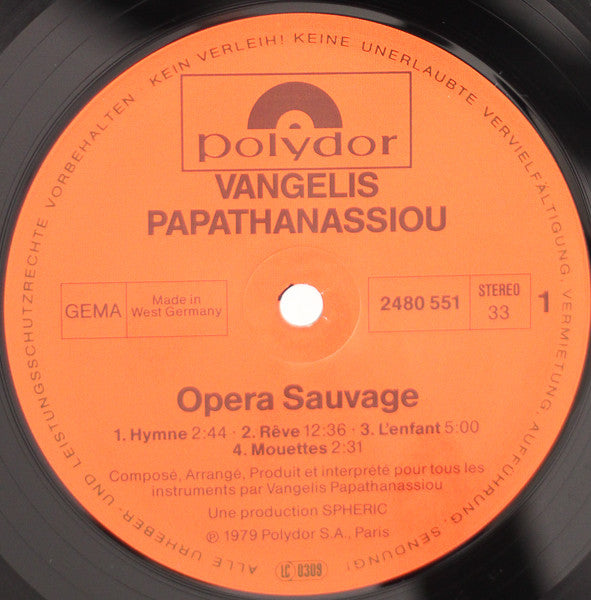 polydor
VANGELIS
PAPATHANASSIOU
GEMA
Made in
West Germany
2480 551
STEREO
33
1
Opera Sauvage
1. Hymne 2:44 · 2. Rêve 12:36 · 3. L'enfant 5:00
4. Mouettes 2:31
Composé, Arrangé, Produit et interprété pour tous les
instruments par Vangelis Papathanassiou
Une production SPHERIC
℗ 1979 Polydor S.A., Paris
LC 0309
ALLE URHEBER- UND LEISTUNGSSCHUTZRECHTE VORBEHALTEN · KEIN VERLEIH! KEINE UNERLAUBTE VERVIELFÄLTIGUNG, VERMIETUNG, AUFFÜHRUNG, SENDUNG!